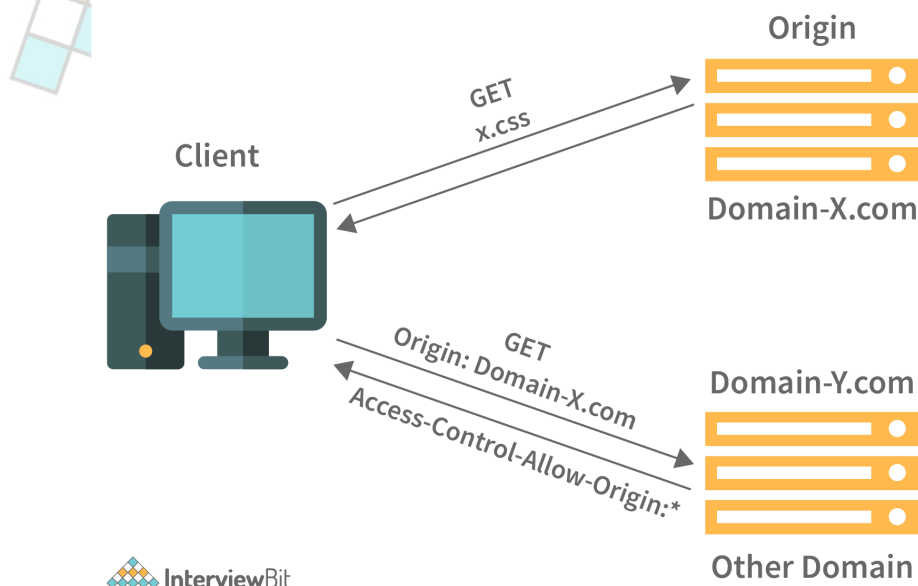 Origin
GET
x.css
Client
Domain-X.com
GET
Origin: Domain-X.com
Access-Control-Allow-Origin:*
Domain-Y.com
Other Domain
InterviewBit